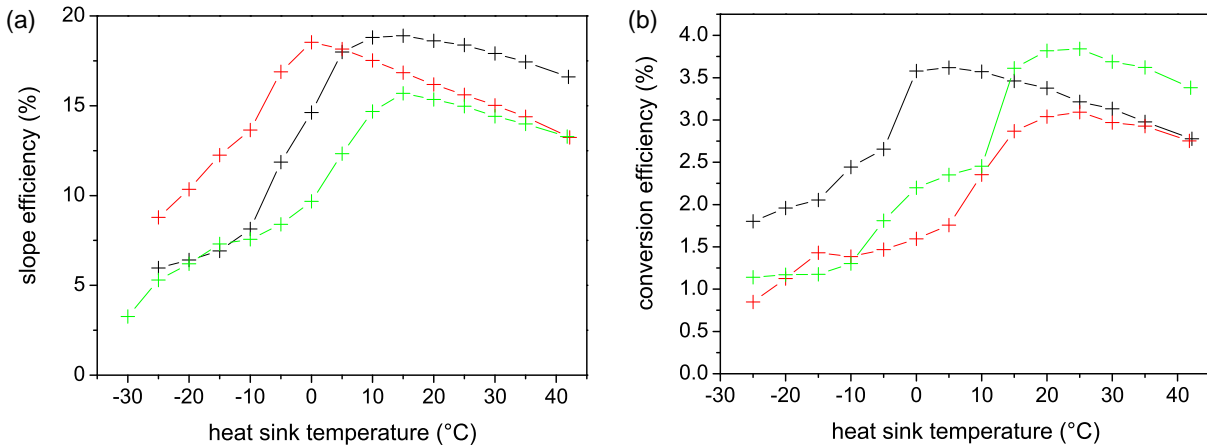 (a)
20
15
10
5
0
slope efficiency (%)
-30 -20 -10 0 10 20 30 40
heat sink temperature (°C)
(b)
4.0
3.5
3.0
2.5
2.0
1.5
1.0
0.5
0.0
conversion efficiency (%)
-30 -20 -10 0 10 20 30 40
heat sink temperature (°C)